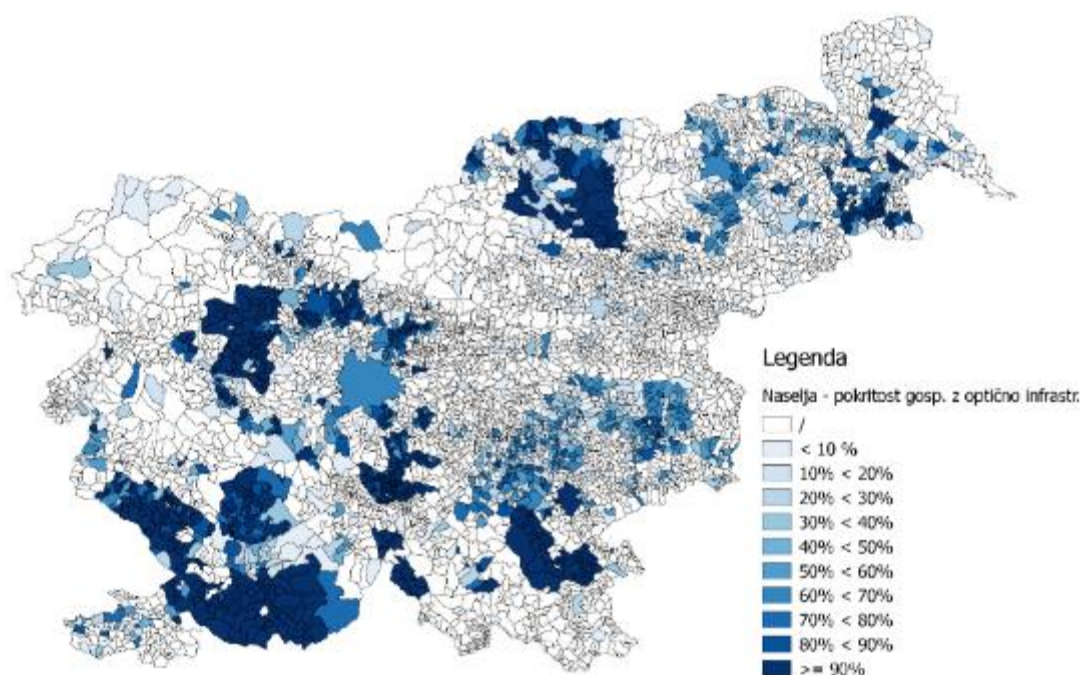 Legenda
Naselja - pokritost gosp. z optično infrastr.
/
< 10 %
10% < 20%
20% < 30%
30% < 40%
40% < 50%
50% < 60%
60% < 70%
70% < 80%
80% < 90%
>= 90%